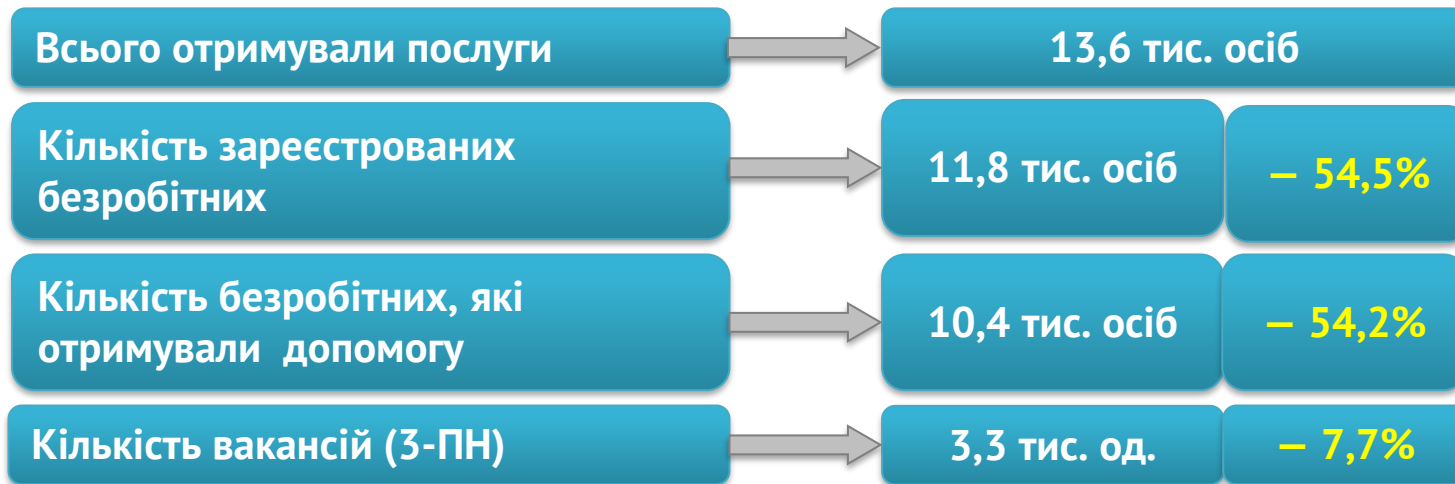 Всього отримували послуги
13,6 тис. осіб
Кількість зареєстрованих
безробітних
11,8 тис. осіб
— 54,5%
Кількість безробітних, які
отримували допомогу
10,4 тис. осіб
— 54,2%
Кількість вакансій (3-ПН)
3,3 тис. од.
— 7,7%